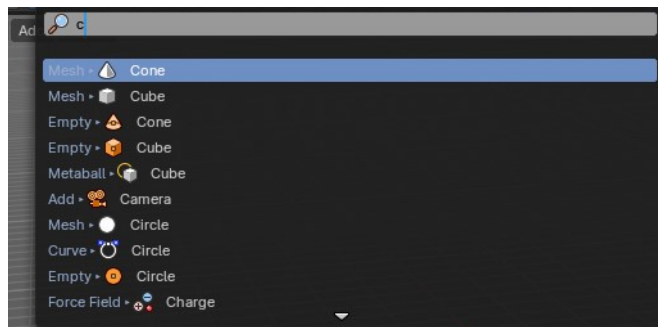 Ad
c
Mesh ▸ Cone
Mesh ▸ Cube
Empty ▸ Cone
Empty ▸ Cube
Metaball ▸ Cube
Add ▸ Camera
Mesh ▸ Circle
Curve ▸ Circle
Empty ▸ Circle
Force Field ▸ Charge